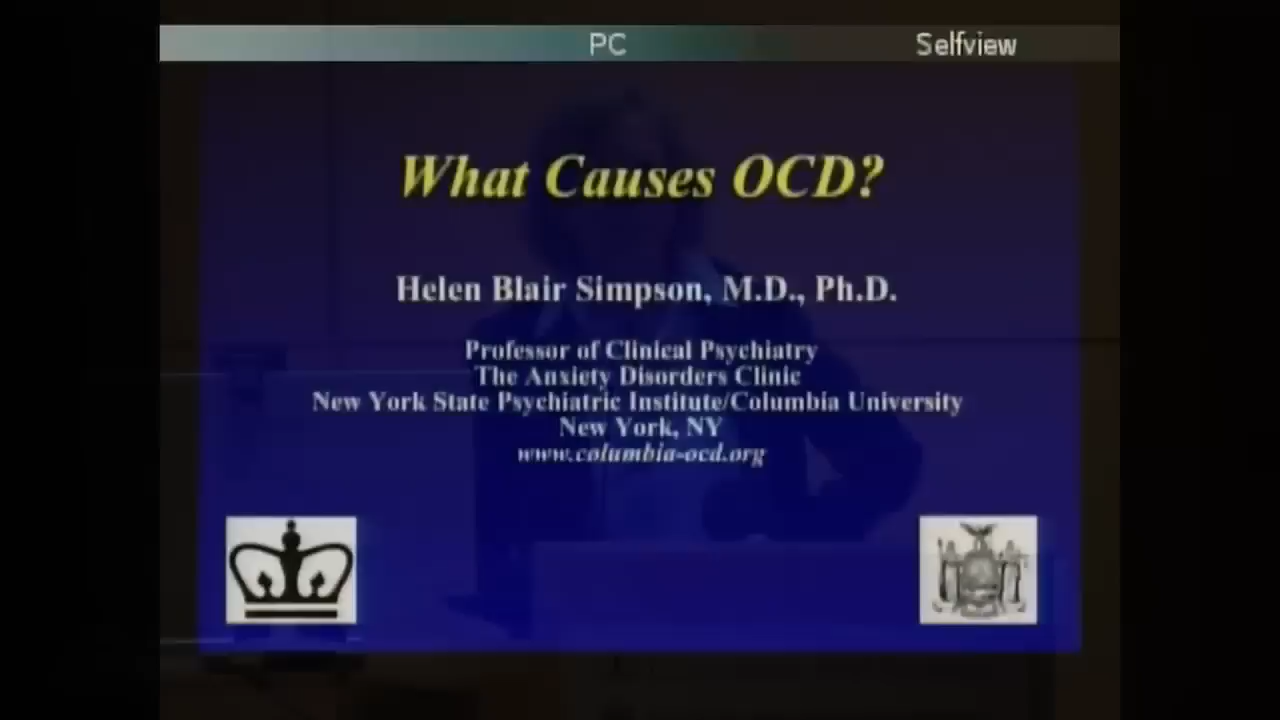 PC
Selfview
What Causes OCD?
Helen Blair Simpson, M.D., Ph.D.
Professor of Clinical Psychiatry
The Anxiety Disorders Clinic
New York State Psychiatric Institute/Columbia University
New York, NY
www.columbia-ocd.org